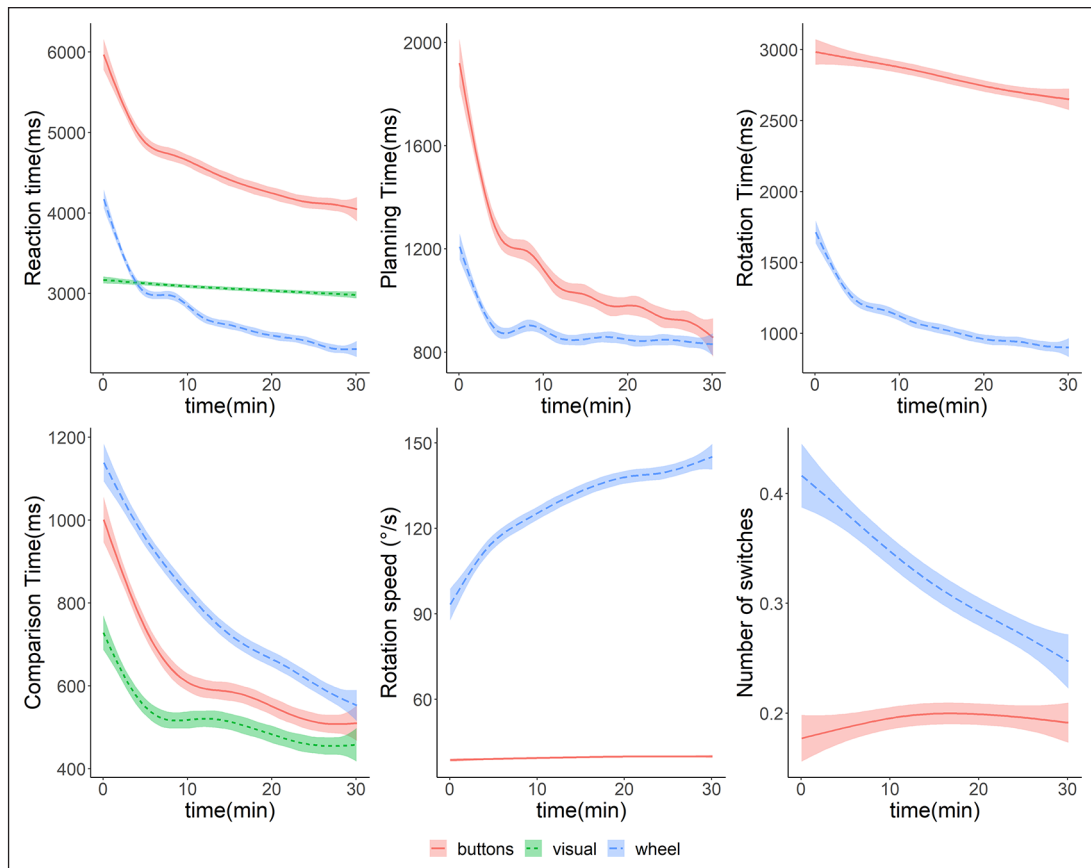 Reaction time(ms)
6000
5000
4000
3000
0 10 20 30
time(min)
Planning Time(ms)
2000
1600
1200
800
0 10 20 30
time(min)
Rotation Time(ms)
3000
2500
2000
1500
1000
0 10 20 30
time(min)
Comparison Time(ms)
1200
1000
800
600
400
0 10 20 30
time(min)
Rotation speed (°/s)
150
120
90
60
0 10 20 30
time(min)
Number of switches
0.4
0.3
0.2
0 10 20 30
time(min)
buttons visual wheel